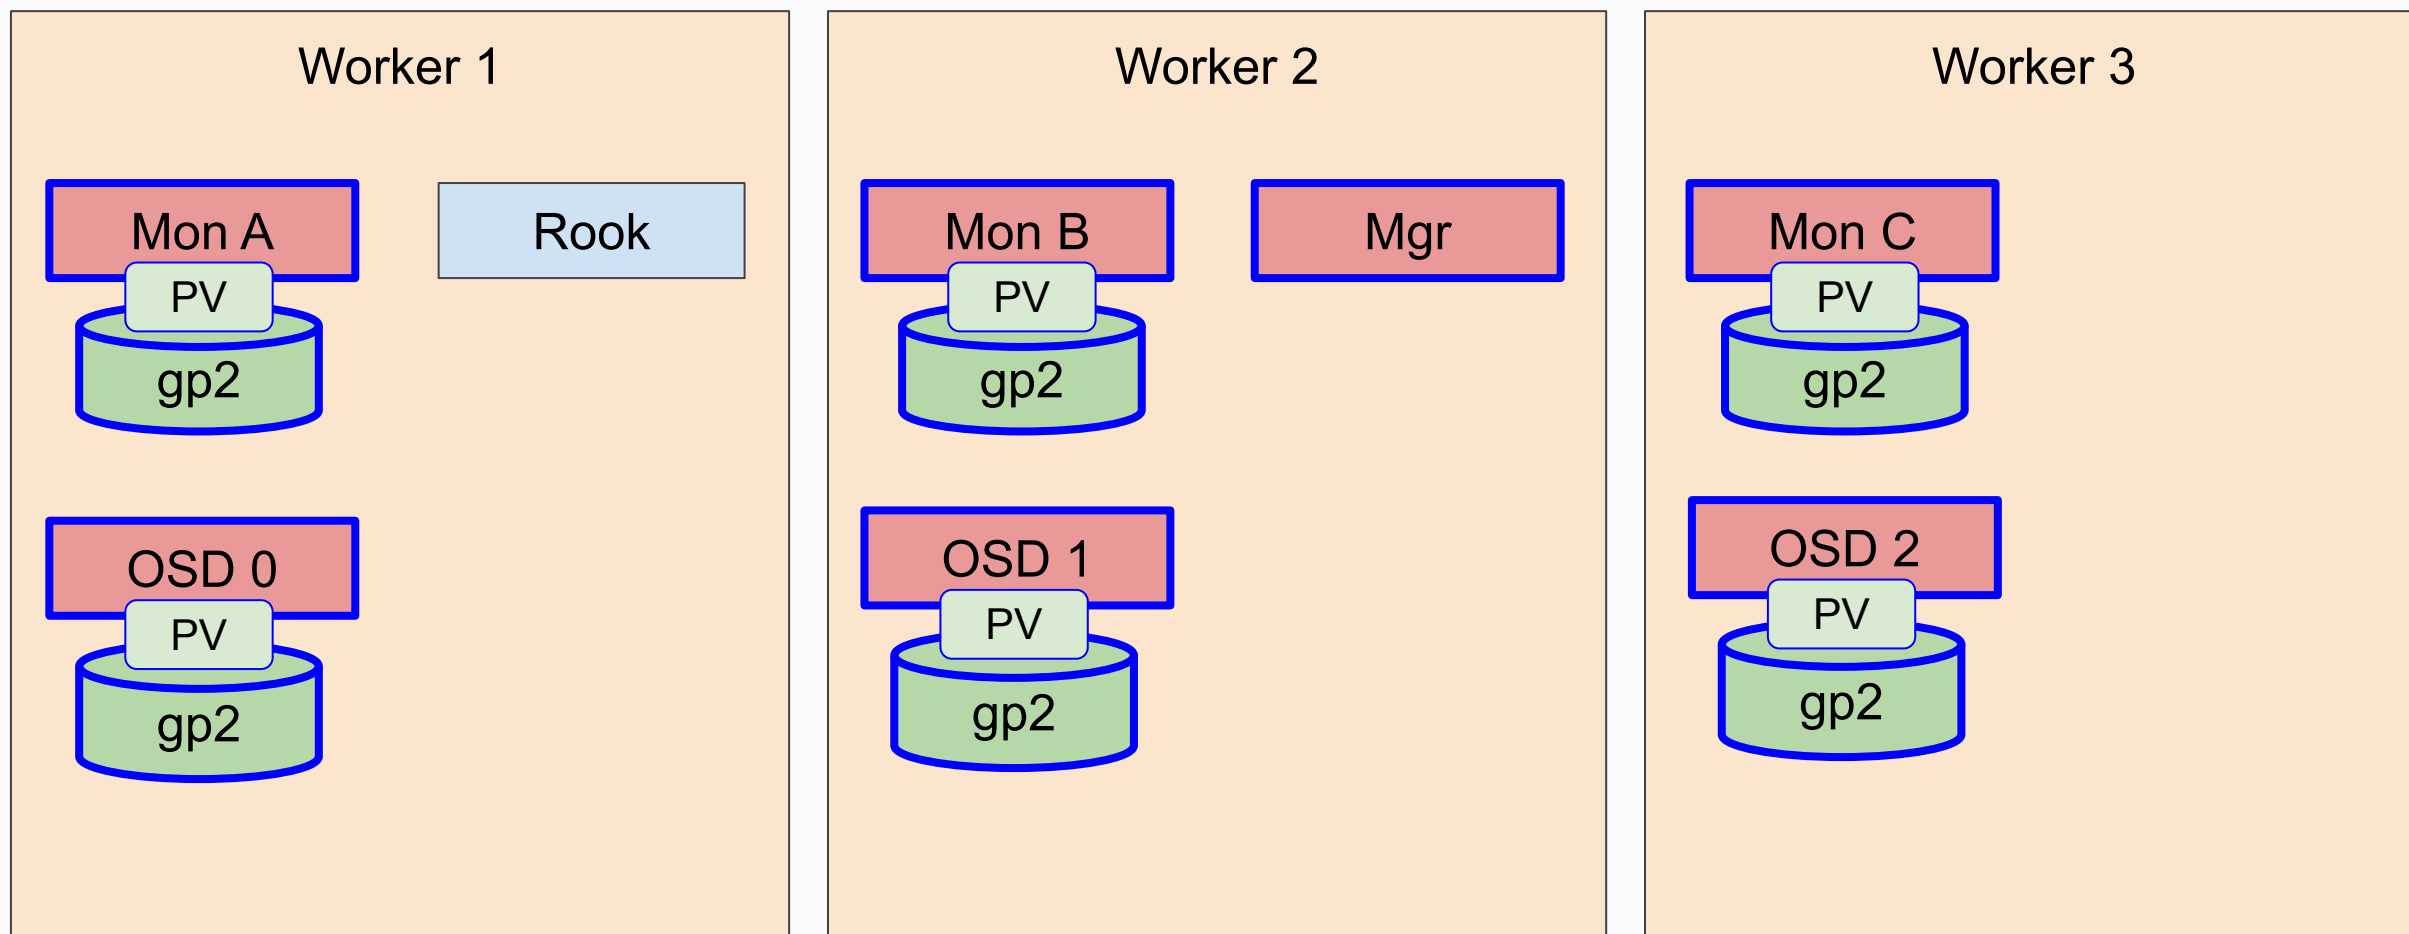 Worker 1
Mon A
Rook
PV
gp2
OSD 0
PV
gp2
Worker 2
Mon B
Mgr
PV
gp2
OSD 1
PV
gp2
Worker 3
Mon C
PV
gp2
OSD 2
PV
gp2